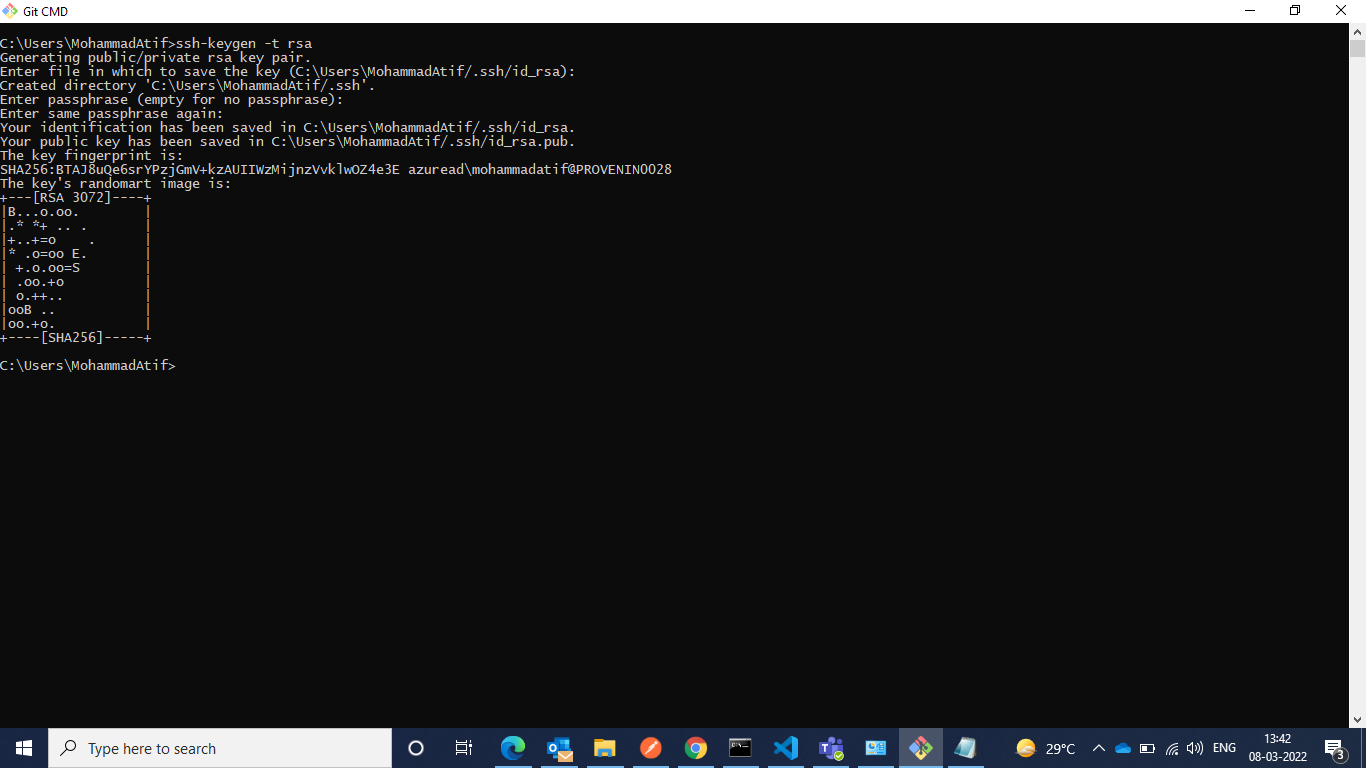 Git CMD
C:\Users\MohammadAtif>ssh-keygen -t rsa
Generating public/private rsa key pair.
Enter file in which to save the key (C:\Users\MohammadAtif/.ssh/id_rsa):
Created directory 'C:\Users\MohammadAtif/.ssh'.
Enter passphrase (empty for no passphrase):
Enter same passphrase again:
Your identification has been saved in C:\Users\MohammadAtif/.ssh/id_rsa.
Your public key has been saved in C:\Users\MohammadAtif/.ssh/id_rsa.pub.
The key fingerprint is:
SHA256:BTAJ8uQe6srYPzjGmV+kzAUIIWzMijnzVvklwOZ4e3E azuread\mohammadatif@PROVENIN0028
The key's randomart image is:
+---[RSA 3072]----+
|B...o.oo.        |
|.* *+ .. .       |
|+..+=o    .      |
|* .o=oo E.       |
| +.o.oo=S        |
| .oo.+o          |
| o.++..          |
|ooB ..           |
|oo.+o.           |
+----[SHA256]-----+
C:\Users\MohammadAtif>
Type here to search
29°C
ENG
13:42
08-03-2022
3